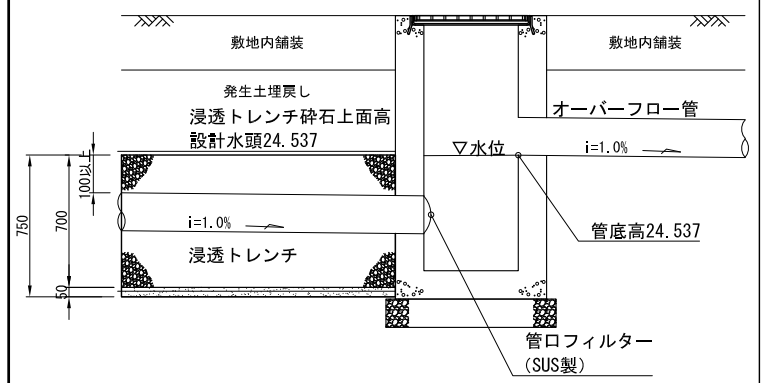 敷地内舗装
敷地内舗装
発生土埋戻し
浸透トレンチ砕石上面高
設計水頭24.537
オーバーフロー管
▽水位
i=1.0%
100以上
750
700
50
i=1.0%
浸透トレンチ
管底高24.537
管口フィルター
(SUS製)